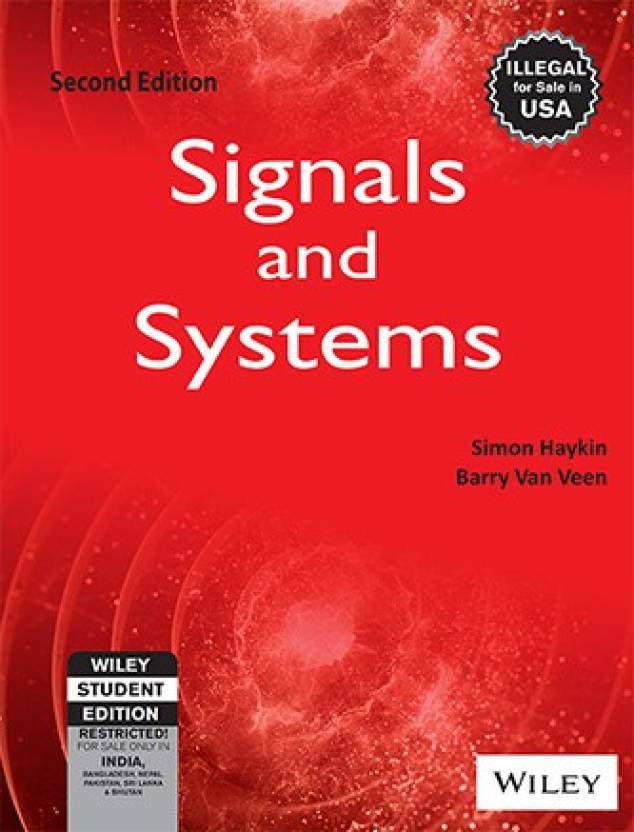 Second Edition
ILLEGAL
for Sale in
USA
Signals
and
Systems
Simon Haykin
Barry Van Veen
WILEY
STUDENT
EDITION
RESTRICTED!
FOR SALE ONLY IN
INDIA,
BANGLADESH, NEPAL,
PAKISTAN, SRI LANKA
& BHUTAN
WILEY